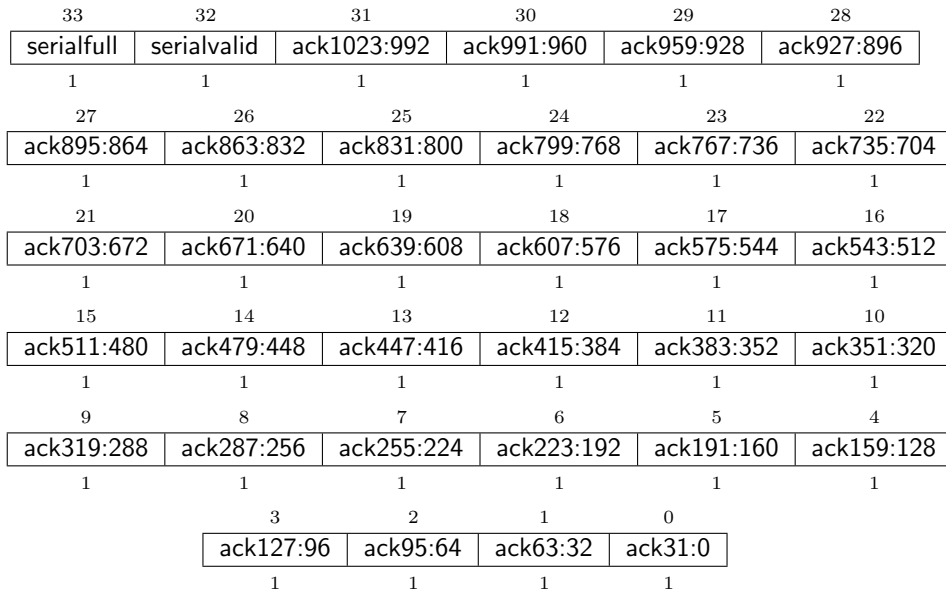 33 32 31 30 29 28
serialfull serialvalid ack1023:992 ack991:960 ack959:928 ack927:896
1 1 1 1 1 1
27 26 25 24 23 22
ack895:864 ack863:832 ack831:800 ack799:768 ack767:736 ack735:704
1 1 1 1 1 1
21 20 19 18 17 16
ack703:672 ack671:640 ack639:608 ack607:576 ack575:544 ack543:512
1 1 1 1 1 1
15 14 13 12 11 10
ack511:480 ack479:448 ack447:416 ack415:384 ack383:352 ack351:320
1 1 1 1 1 1
9 8 7 6 5 4
ack319:288 ack287:256 ack255:224 ack223:192 ack191:160 ack159:128
1 1 1 1 1 1
3 2 1 0
ack127:96 ack95:64 ack63:32 ack31:0
1 1 1 1